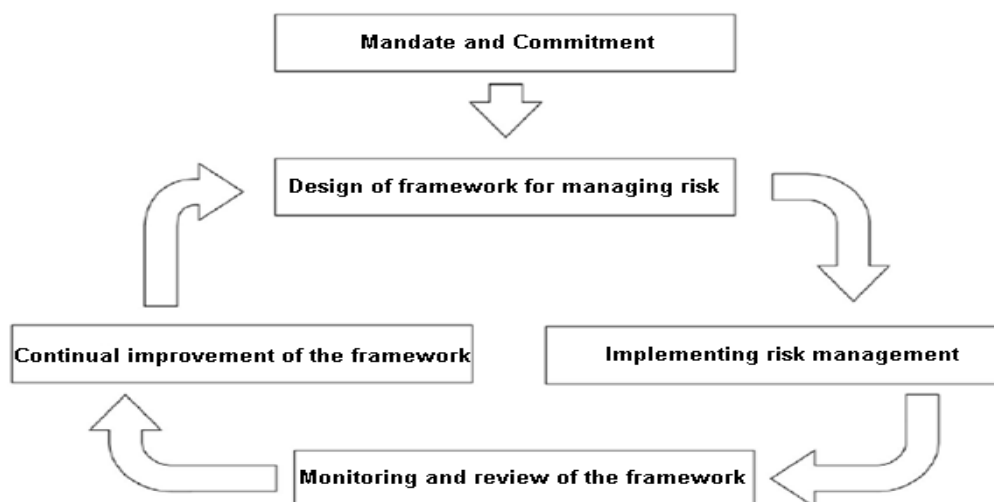 Mandate and Commitment
Design of framework for managing risk
Continual improvement of the framework
Implementing risk management
Monitoring and review of the framework